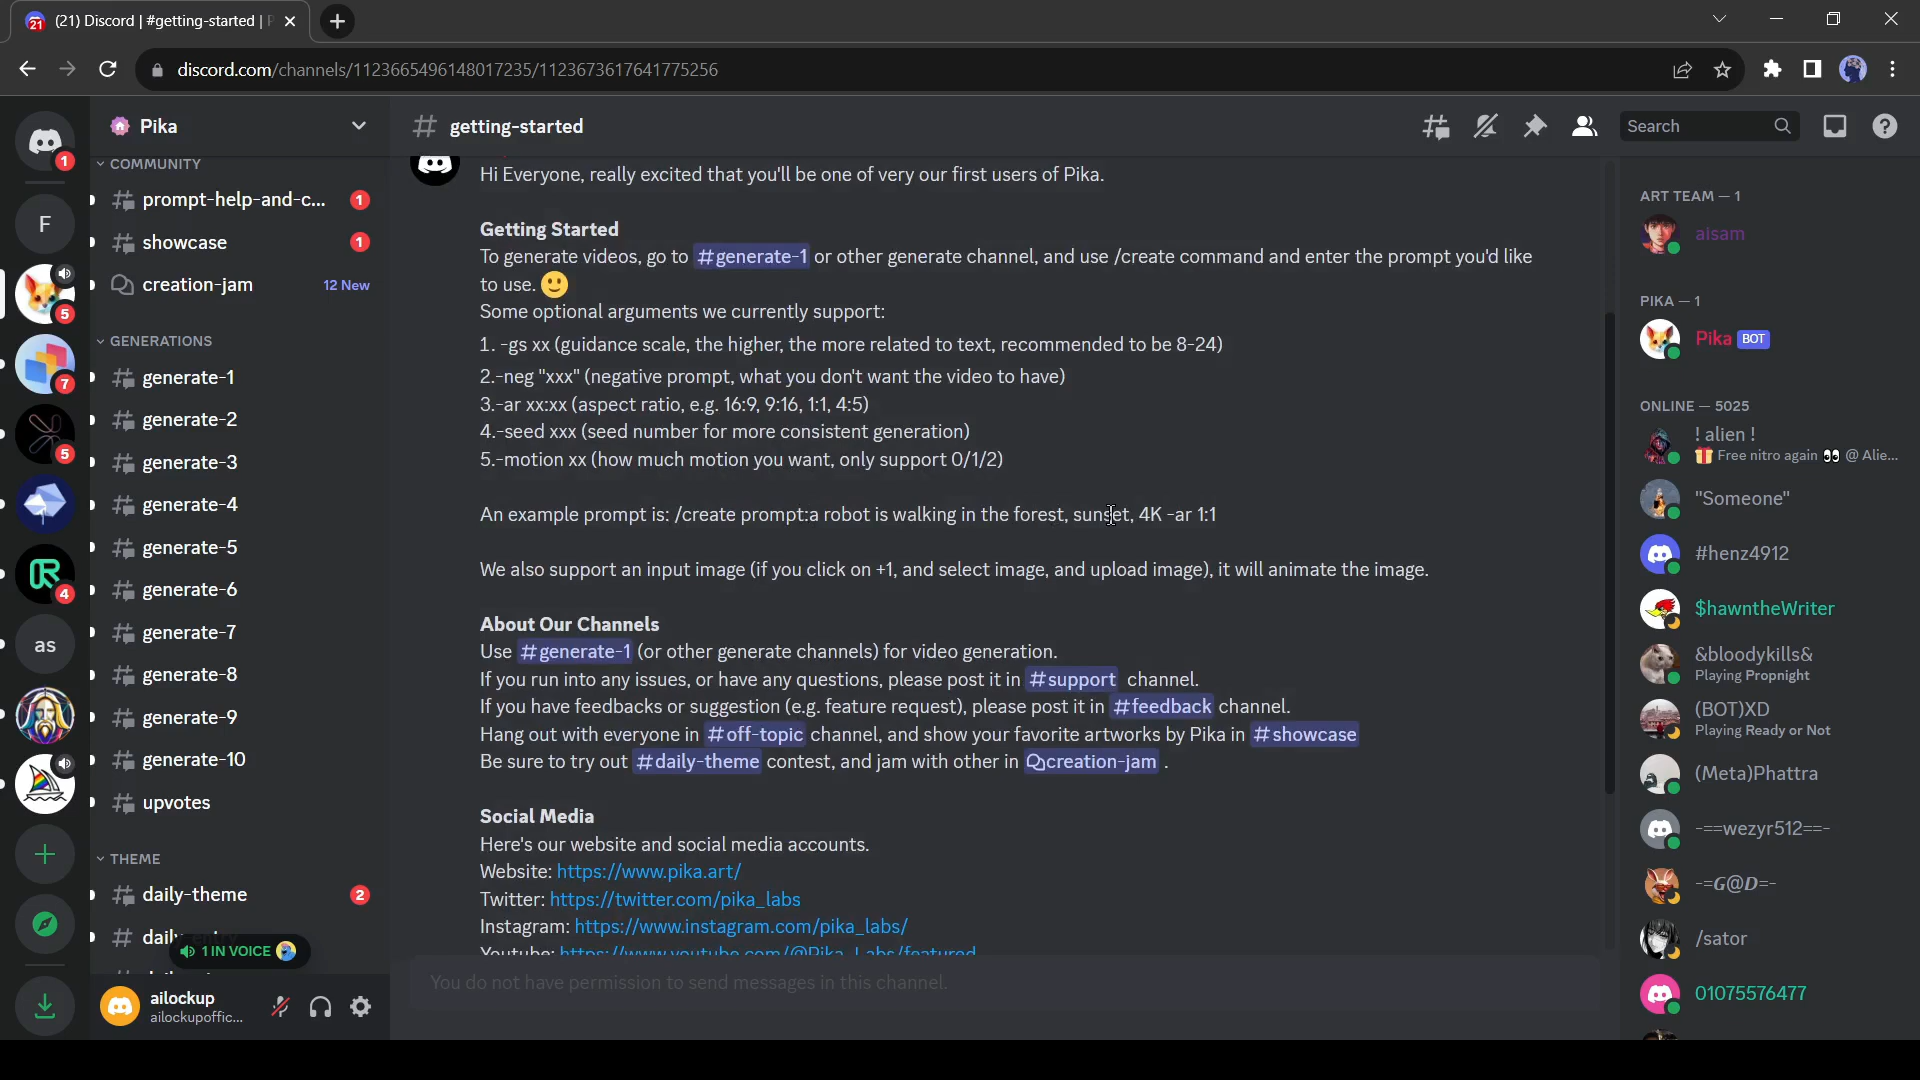 (21) Discord | #getting-started | P
discord.com/channels/1123665496148017235/1123673617641775256
Pika
getting-started
Search
COMMUNITY
prompt-help-and-c... 1
showcase 1
creation-jam 12 New
GENERATIONS
generate-1
generate-2
generate-3
generate-4
generate-5
generate-6
generate-7
generate-8
generate-9
generate-10
upvotes
THEME
daily-theme 2
1 IN VOICE
ailockup
ailockupoffic...
1
F
5
7
5
4
as
Hi Everyone, really excited that you'll be one of very our first users of Pika.
Getting Started
To generate videos, go to #generate-1 or other generate channel, and use /create command and enter the prompt you'd like
to use. 🙂
Some optional arguments we currently support:
1. -gs xx (guidance scale, the higher, the more related to text, recommended to be 8-24)
2.-neg "xxx" (negative prompt, what you don't want the video to have)
3.-ar xx:xx (aspect ratio, e.g. 16:9, 9:16, 1:1, 4:5)
4.-seed xxx (seed number for more consistent generation)
5.-motion xx (how much motion you want, only support 0/1/2)
An example prompt is: /create prompt:a robot is walking in the forest, sunset, 4K -ar 1:1
We also support an input image (if you click on +1, and select image, and upload image), it will animate the image.
About Our Channels
Use #generate-1 (or other generate channels) for video generation.
If you run into any issues, or have any questions, please post it in #support channel.
If you have feedbacks or suggestion (e.g. feature request), please post it in #feedback channel.
Hang out with everyone in #off-topic channel, and show your favorite artworks by Pika in #showcase
Be sure to try out #daily-theme contest, and jam with other in creation-jam .
Social Media
Here's our website and social media accounts.
Website: https://www.pika.art/
Twitter: https://twitter.com/pika_labs
Instagram: https://www.instagram.com/pika_labs/
Youtube: https://www.youtube.com/@Pika_Labs/featured
You do not have permission to send messages in this channel.
ART TEAM — 1
aisam
PIKA — 1
Pika BOT
ONLINE — 5025
! alien !
Free nitro again 👀 @ Alie...
"Someone"
#henz4912
$hawntheWriter
&bloodykills&
Playing Propnight
(BOT)XD
Playing Ready or Not
(Meta)Phattra
-==wezyr512==-
-=G@D=-
/sator
01075576477